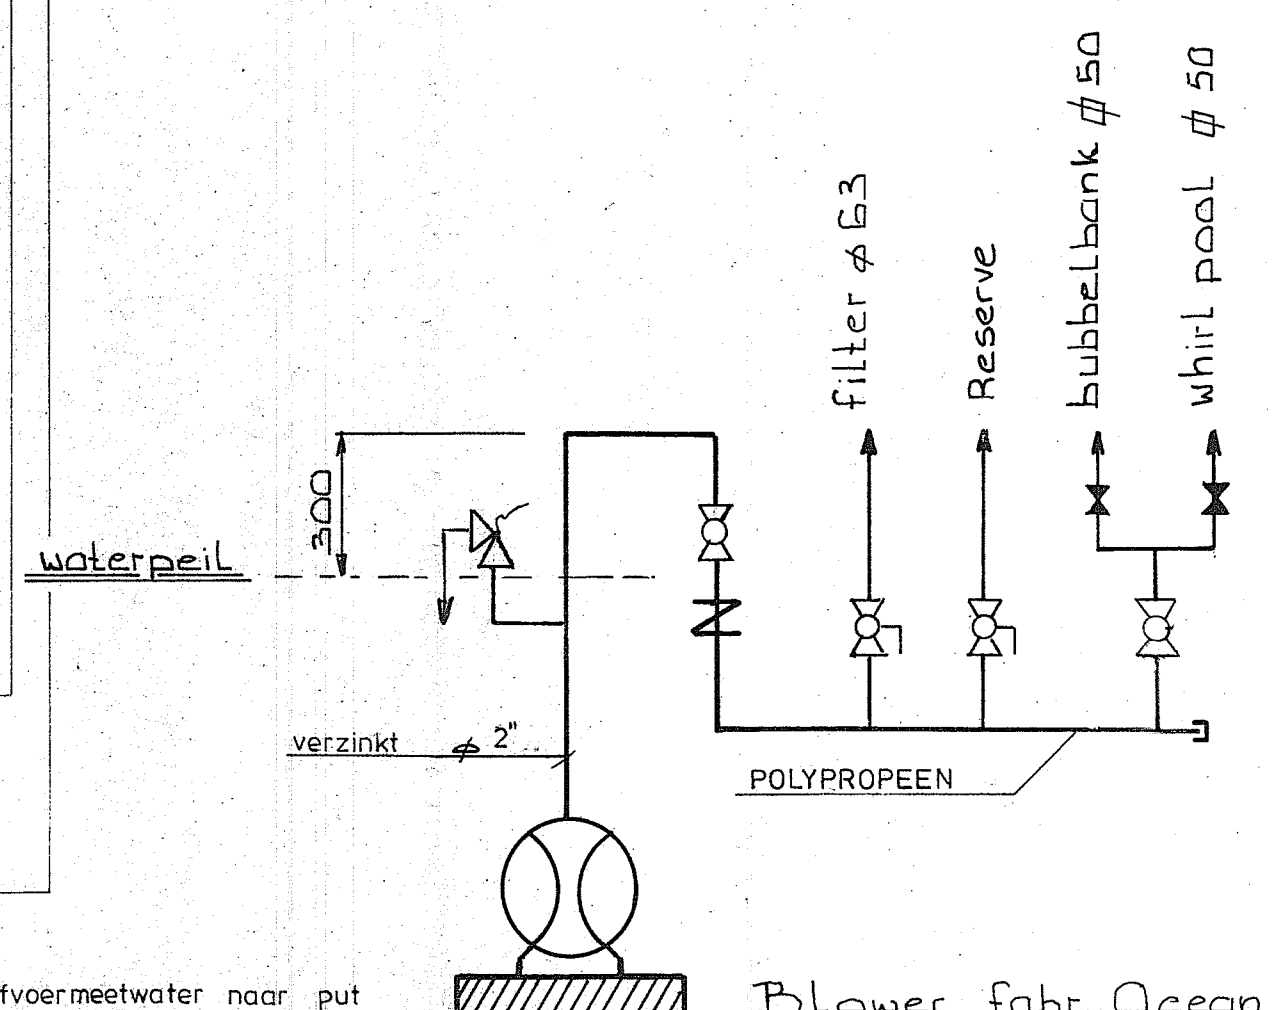 bubbelbank ф 50
whirl pool ф 50
filter ф 63
Reserve
300
waterpeil
verzinkt ф 2"
POLYPROPEEN
fvoermeetwater naar put
Blower fabr. Ocean